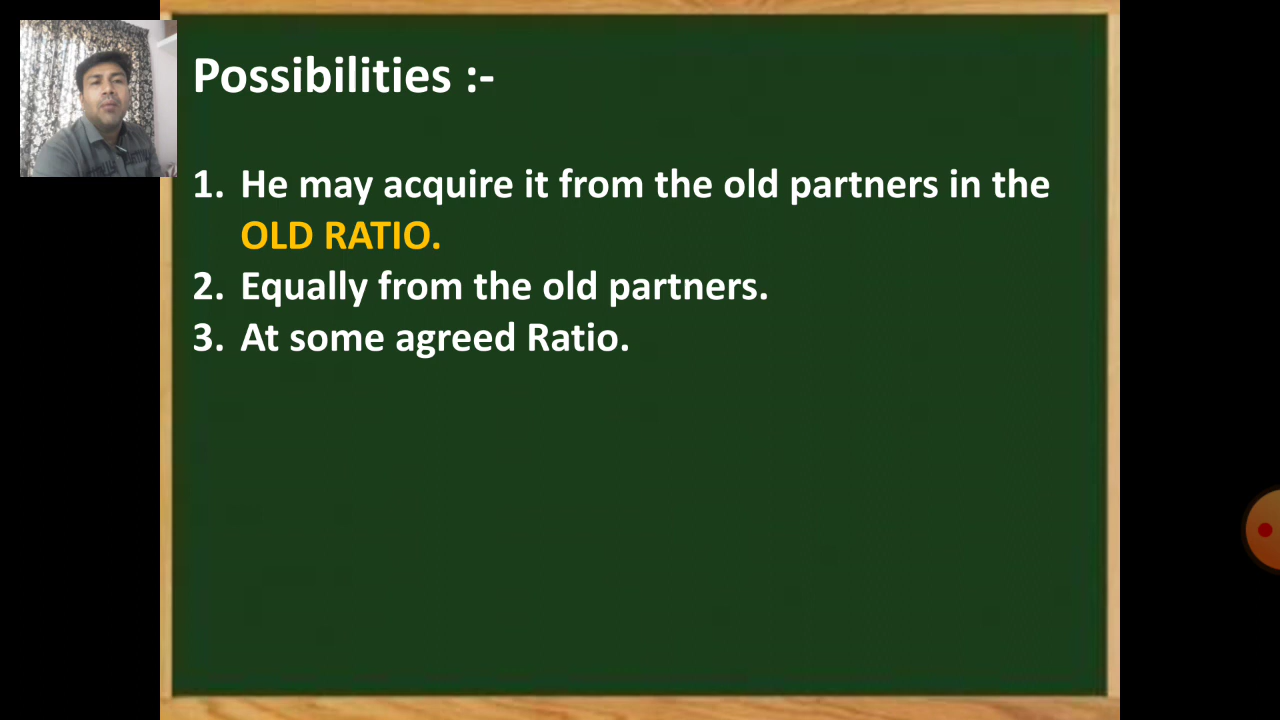 Possibilities :-
1. He may acquire it from the old partners in the
OLD RATIO.
2. Equally from the old partners.
3. At some agreed Ratio.